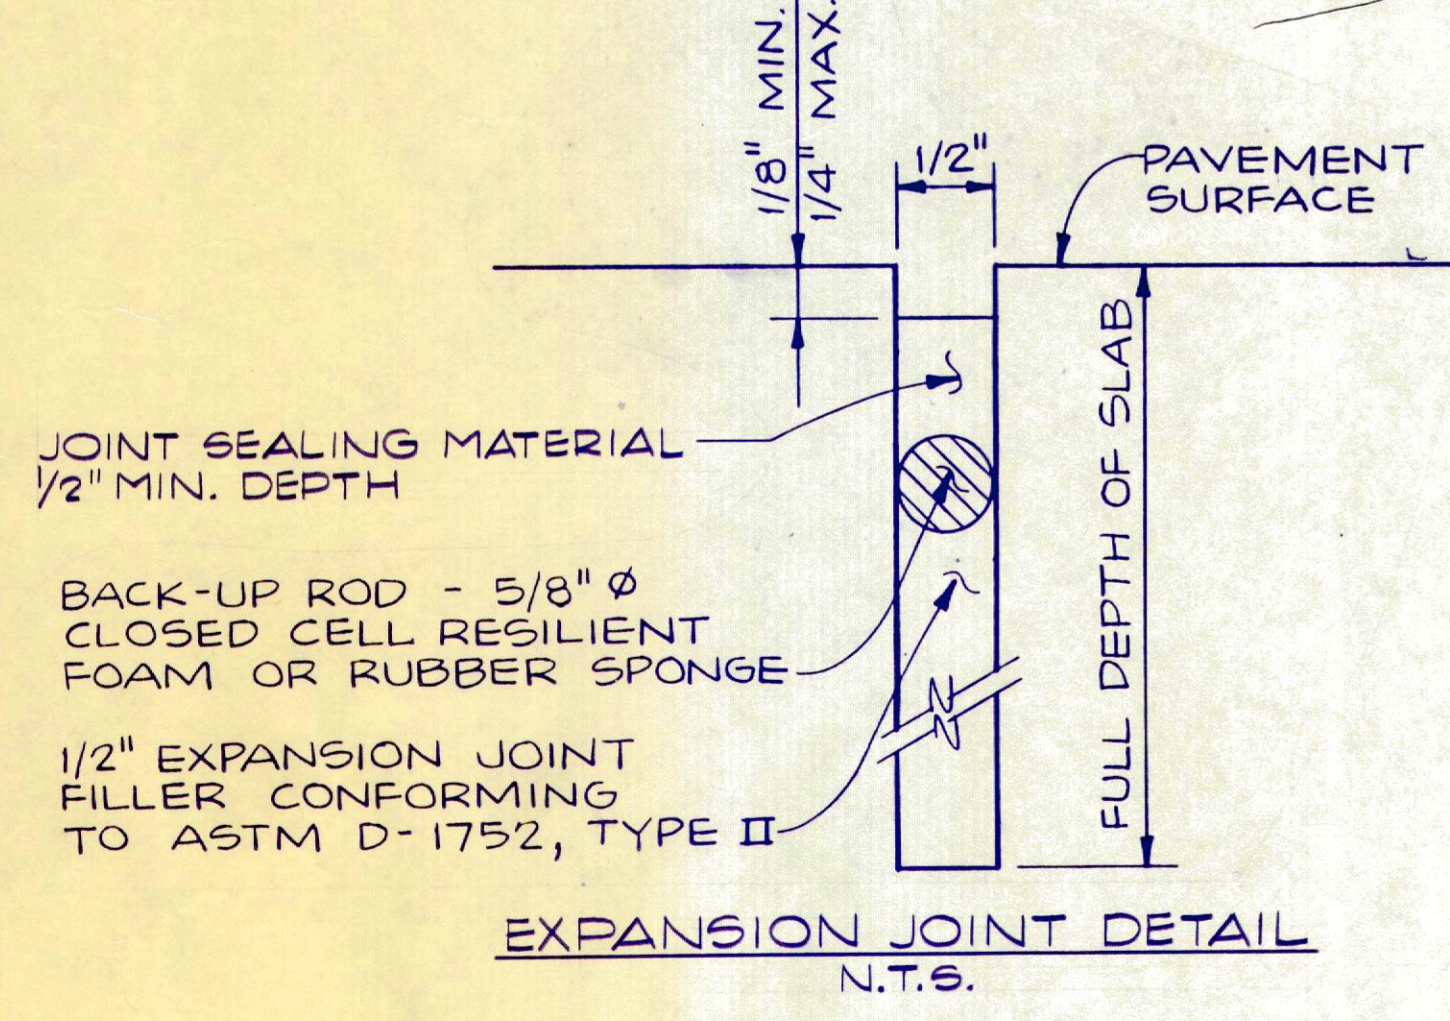 1/8" MIN.
1/4" MAX.
1/2"
PAVEMENT
SURFACE
JOINT SEALING MATERIAL
1/2" MIN. DEPTH
BACK-UP ROD - 5/8" Ø
CLOSED CELL RESILIENT
FOAM OR RUBBER SPONGE
1/2" EXPANSION JOINT
FILLER CONFORMING
TO ASTM D-1752, TYPE II
FULL DEPTH OF SLAB
EXPANSION JOINT DETAIL
N.T.S.